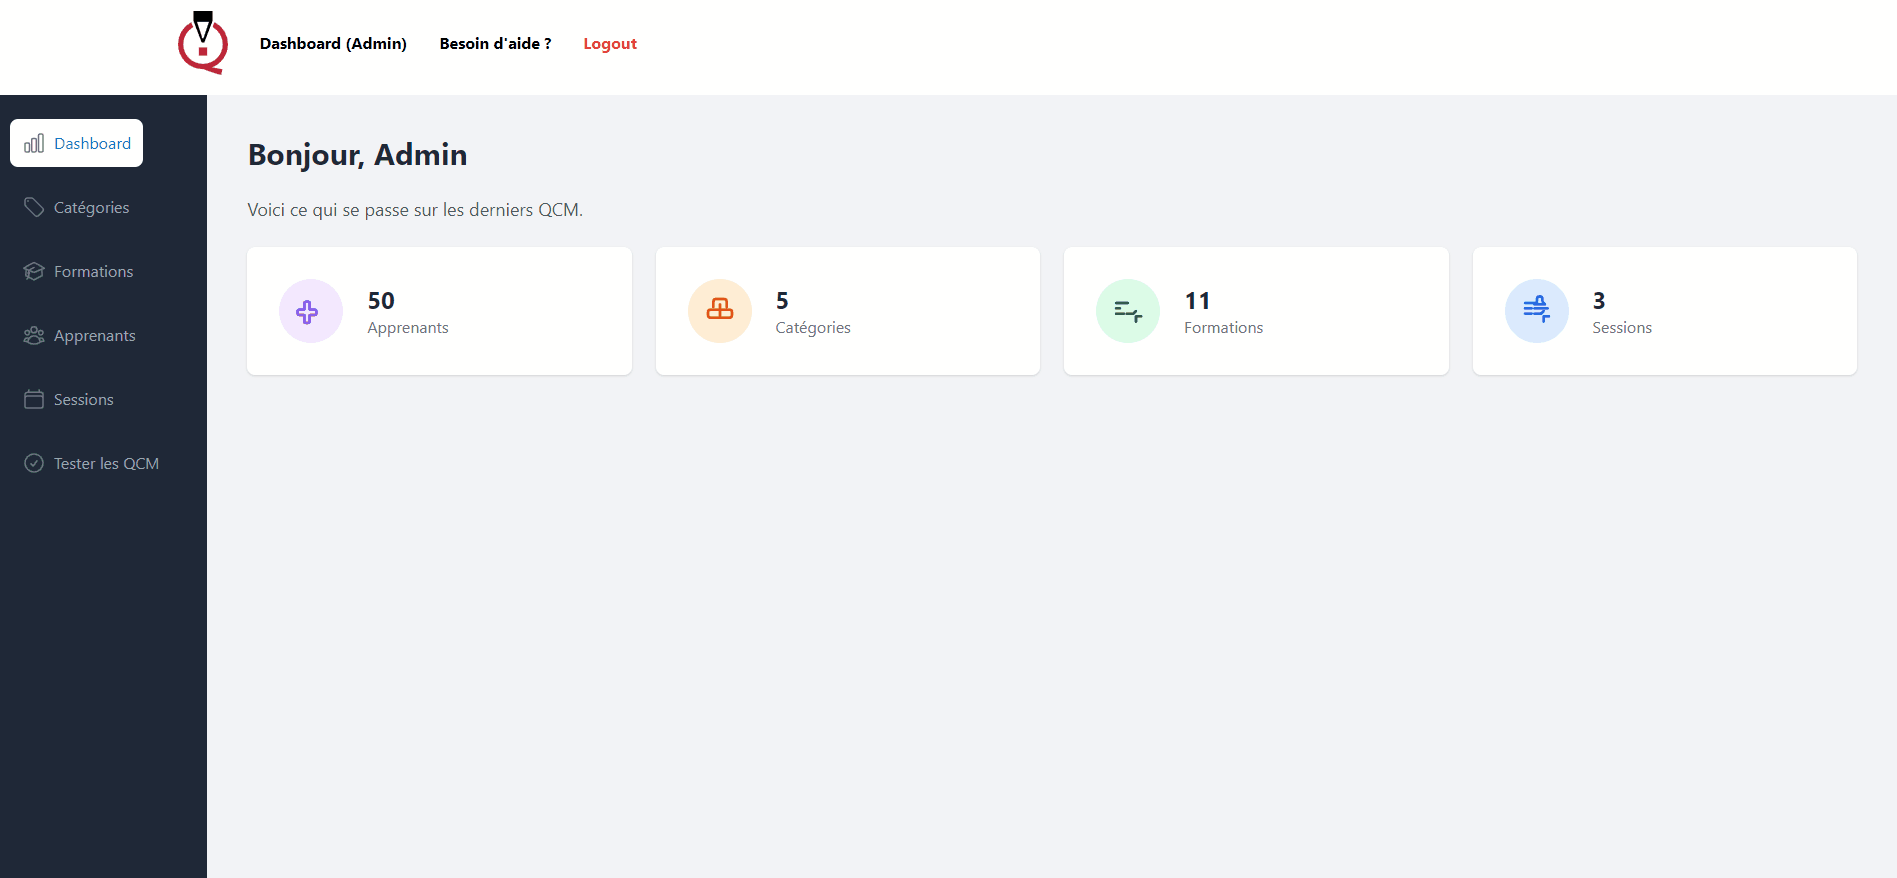 Dashboard (Admin)
Besoin d'aide ?
Logout
Dashboard
Catégories
Formations
Apprenants
Sessions
Tester les QCM
Bonjour, Admin
Voici ce qui se passe sur les derniers QCM.
50
Apprenants
5
Catégories
11
Formations
3
Sessions